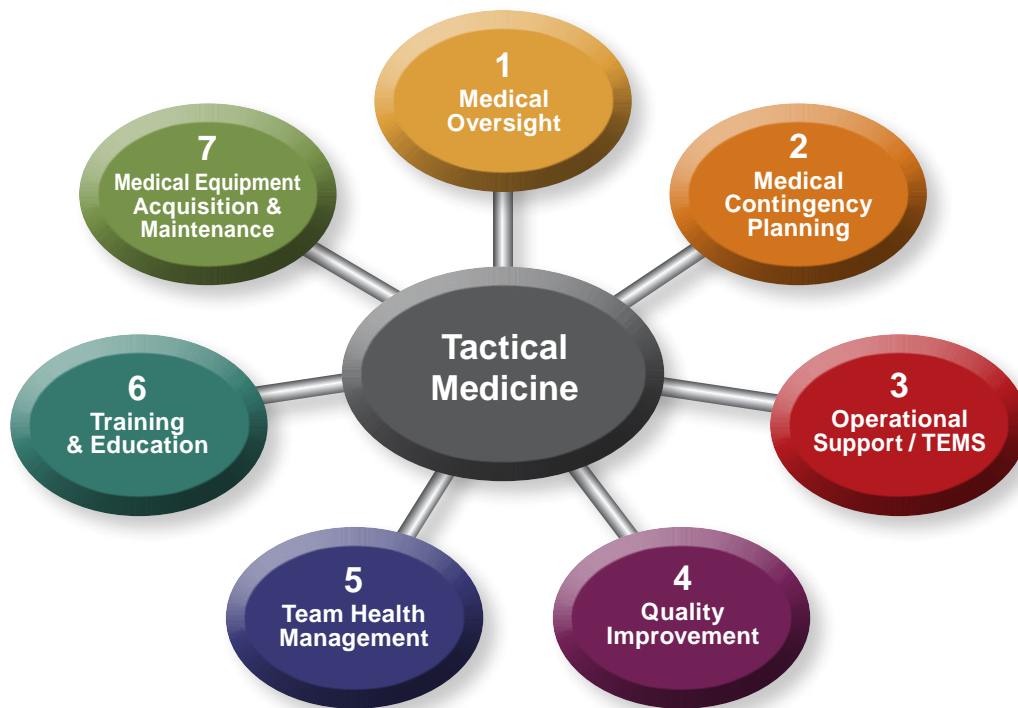 1
Medical
Oversight
2
Medical
Contingency
Planning
3
Operational
Support / TEMS
4
Quality
Improvement
5
Team Health
Management
6
Training
& Education
7
Medical Equipment
Acquisition &
Maintenance
Tactical
Medicine